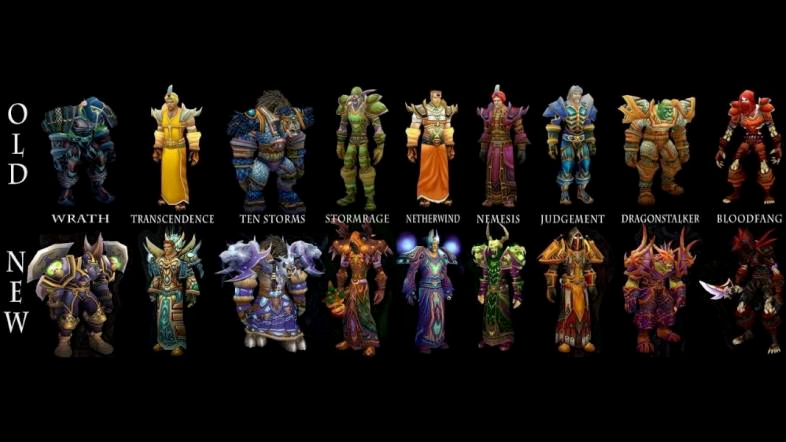 OLD
WRATH TRANSCENDENCE TEN STORMS STORMRAGE NETHERWIND NEMESIS JUDGEMENT DRAGONSTALKER BLOODFANG
NEW